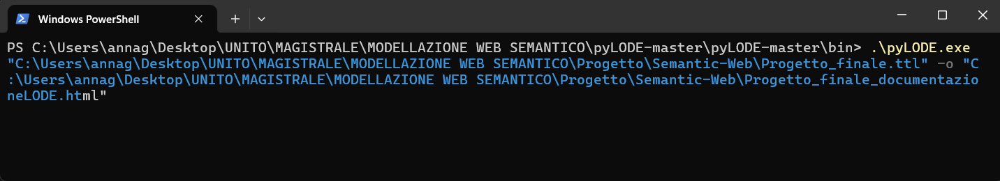 Windows PowerShell
PS C:\Users\annag\Desktop\UNITO\MAGISTRALE\MODELLAZIONE WEB SEMANTICO\pyLODE-master\pyLODE-master\bin> .\pyLODE.exe
"C:\Users\annag\Desktop\UNITO\MAGISTRALE\MODELLAZIONE WEB SEMANTICO\Progetto\Semantic-Web\Progetto_finale.ttl" -o "C
:\Users\annag\Desktop\UNITO\MAGISTRALE\MODELLAZIONE WEB SEMANTICO\Progetto\Semantic-Web\Progetto_finale_documentazio
neLODE.html"